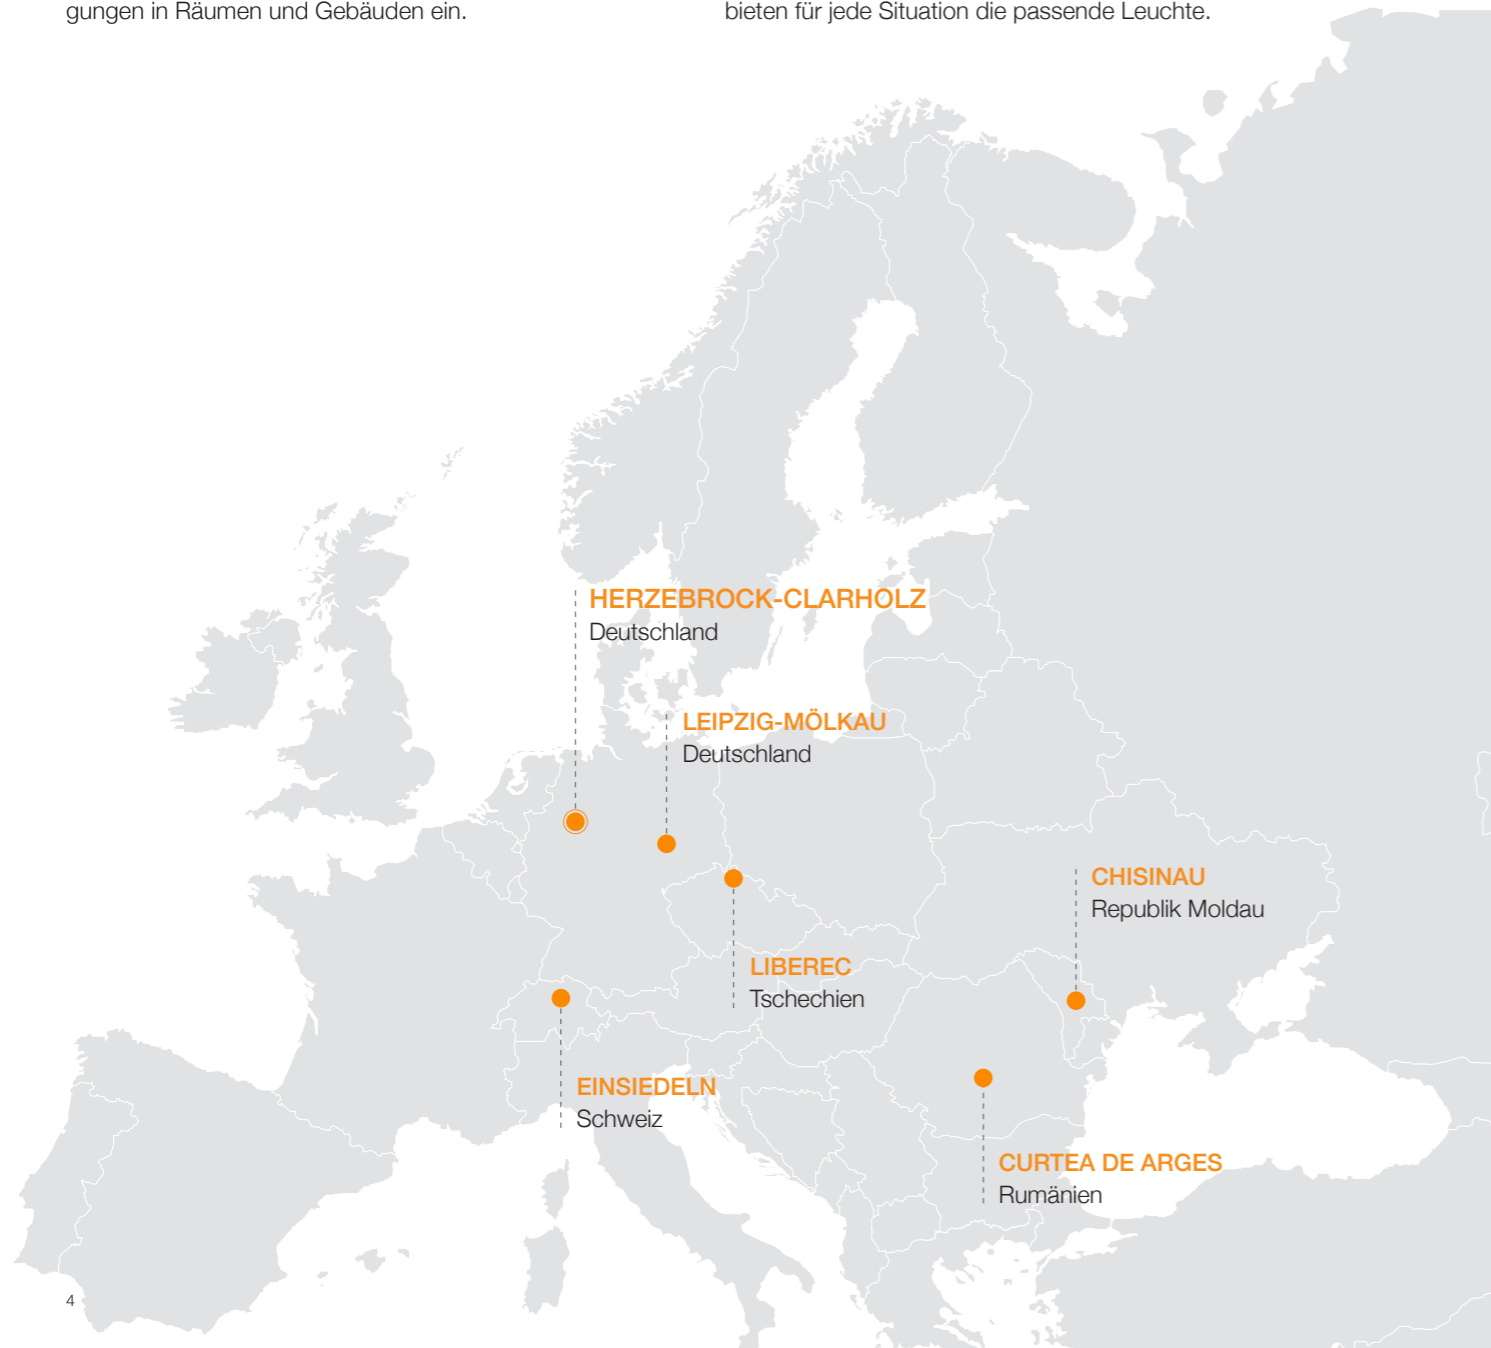 gungen in Räumen und Gebäuden ein.
bieten für jede Situation die passende Leuchte.
HERZEBROCK-CLARHOLZ
Deutschland
LEIPZIG-MÖLKAU
Deutschland
CHISINAU
Republik Moldau
LIBEREC
Tschechien
EINSIEDELN
Schweiz
CURTEA DE ARGES
Rumänien
4